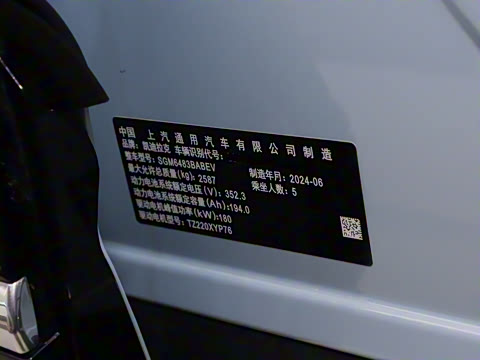 中国 上汽通用汽车有限公司制造
品牌：凯迪拉克 车辆识别代号：
整车型号：SGM6483BABEV 制造年月：2024-06
最大允许总质量(kg)：2587 乘坐人数：5
动力电池系统额定电压(V)：352.3
动力电池系统额定容量(Ah)：194.0
驱动电机峰值功率(kW)：180
驱动电机型号：TZ220XYPT6